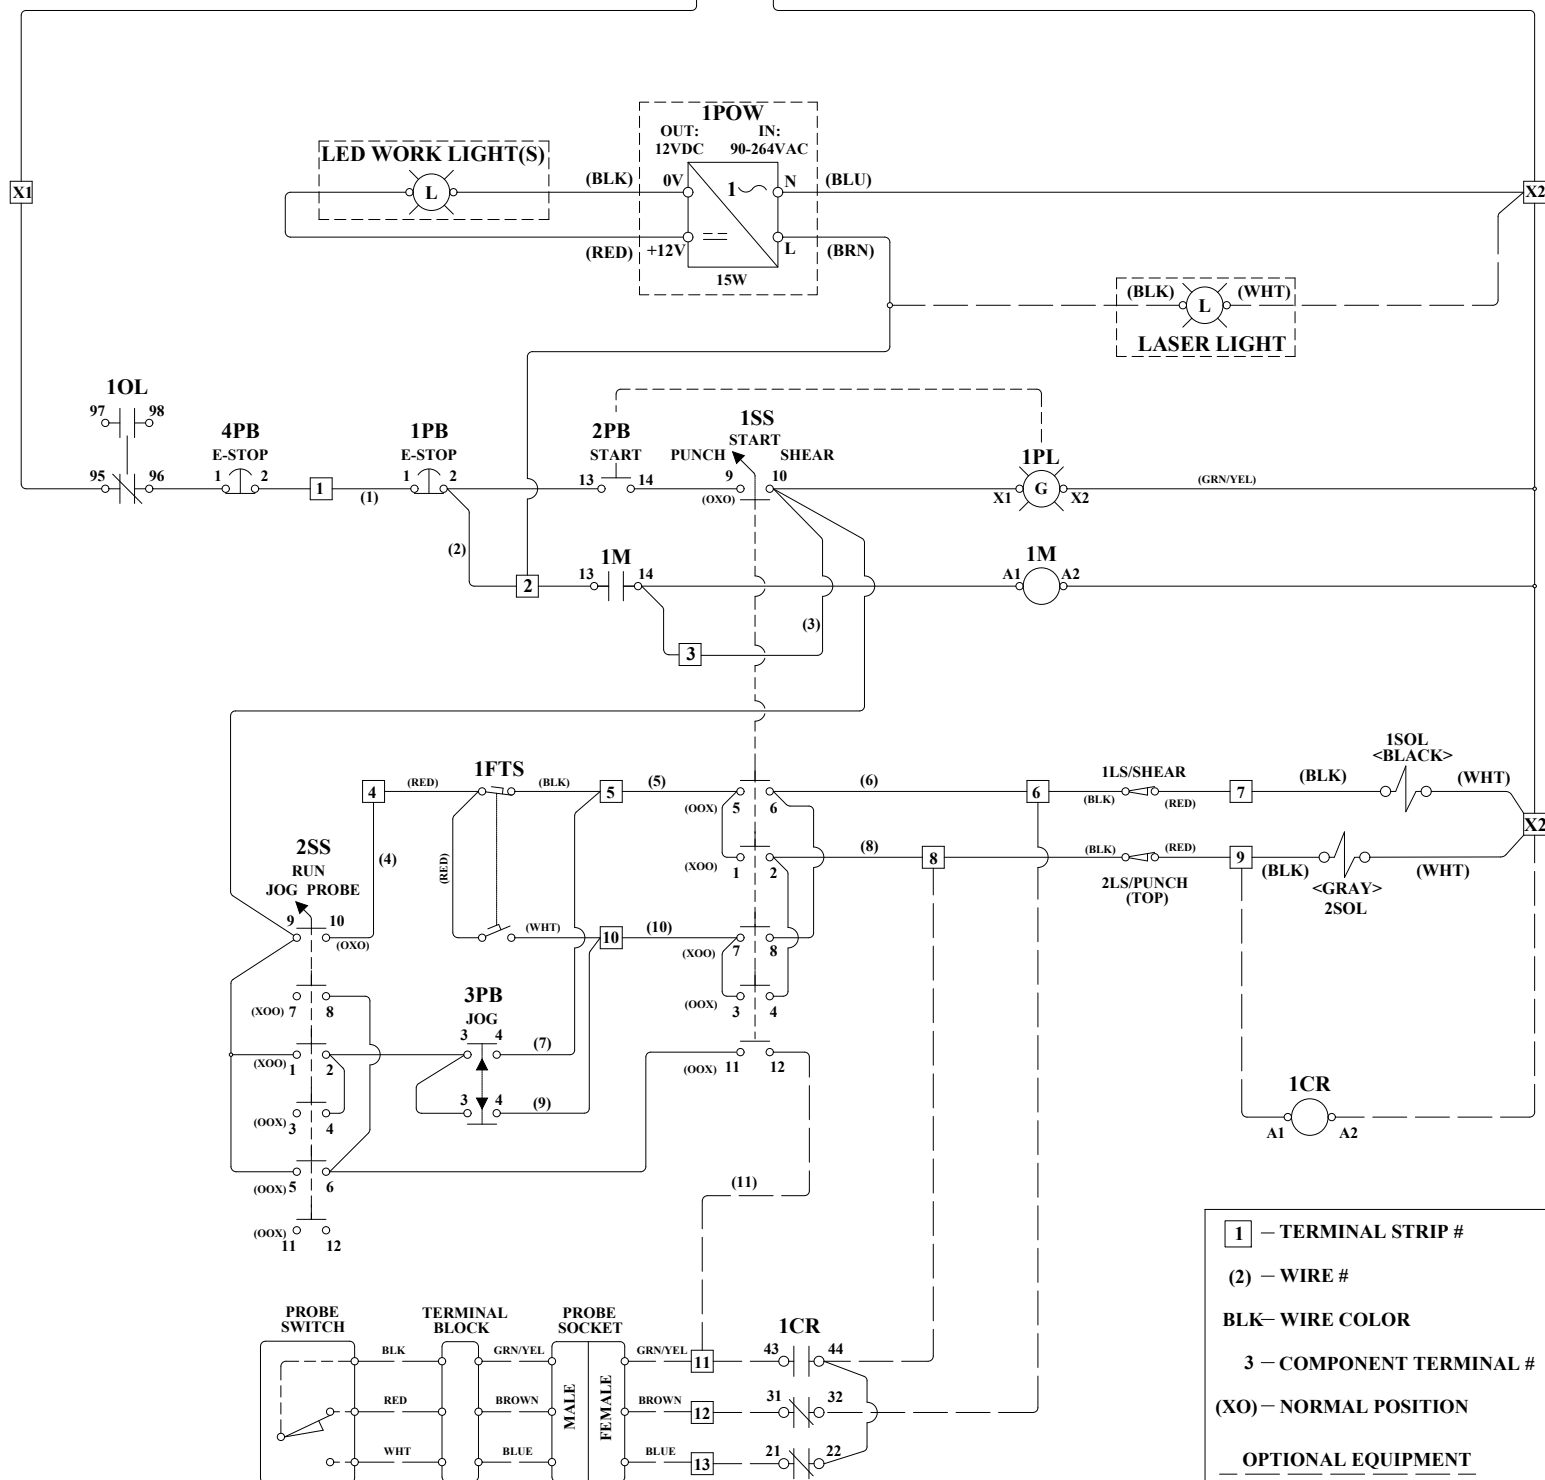 1POW
OUT: IN:
12VDC 90-264VAC
LED WORK LIGHT(S)
X1
L
(BLK)
0V
1
N
(BLU)
X2
(RED)
+12V
L
(BRN)
15W
(BLK)
L
(WHT)
LASER LIGHT
1OL
97 98
95 96
4PB
E-STOP
1 2
1
(1)
1PB
E-STOP
1 2
2PB
START
13 14
1SS
START
PUNCH SHEAR
9 10
(OXO)
1PL
X1 G X2
(GRN/YEL)
(2)
2
1M
13 14
1M
A1 A2
(3)
3
4
(RED)
1FTS
(BLK)
5
(5)
(OOX)
5 6
(6)
6
1LS/SHEAR
(BLK) (RED)
7
(BLK)
1SOL
<BLACK>
(WHT)
X2
2SS
RUN
JOG PROBE
(4)
(RED)
(XOO)
1 2
(8)
8
(BLK) (RED)
2LS/PUNCH
(TOP)
9
(BLK)
<GRAY>
2SOL
(WHT)
9 10
(OXO)
(WHT)
10
(10)
(XOO)
7 8
(XOO)
7 8
3PB
JOG
3 4
(7)
(OOX)
3 4
(XOO)
1 2
(OOX)
11 12
3 4
(9)
(OOX)
3 4
1CR
A1 A2
(OOX)
5 6
(11)
(OOX)
11 12
PROBE
SWITCH
TERMINAL
BLOCK
PROBE
SOCKET
1CR
BLK
GRN/YEL
GRN/YEL
11
43 44
RED
BROWN
MALE
FEMALE
BROWN
12
31 32
WHT
BLUE
BLUE
13
21 22
1 – TERMINAL STRIP #
(2) – WIRE #
BLK – WIRE COLOR
3 – COMPONENT TERMINAL #
(XO) – NORMAL POSITION
OPTIONAL EQUIPMENT